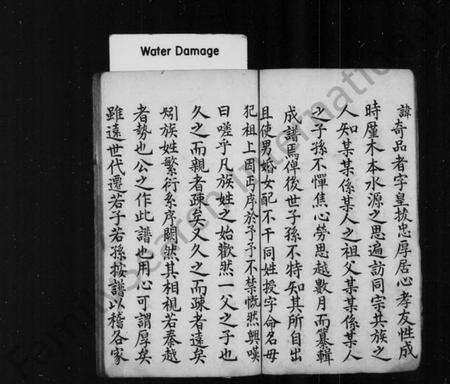 Water Damage
諱奇品者字皇拔忠厚居心孝友性成
時厪木本水源之思遍訪同宗共族之
人知某某係某人之祖父某某係某人
之子孫不憚焦心勞思越數月而纂輯
成譜焉俾後世子孫不特知其所自出
且使男婚女配不干同姓授字命名毋
犯祖上因丐序於予予不禁慨然興嘆
曰嗟乎凡族姓之始歡然一父之子也
久之而親者疎矣又久之而疎者遠矣
矧族姓繁衍系序闕然其相視若秦越
者勢也公之作此譜也用心可謂厚矣
雖遠世代遷若子若孫按譜以稽各家